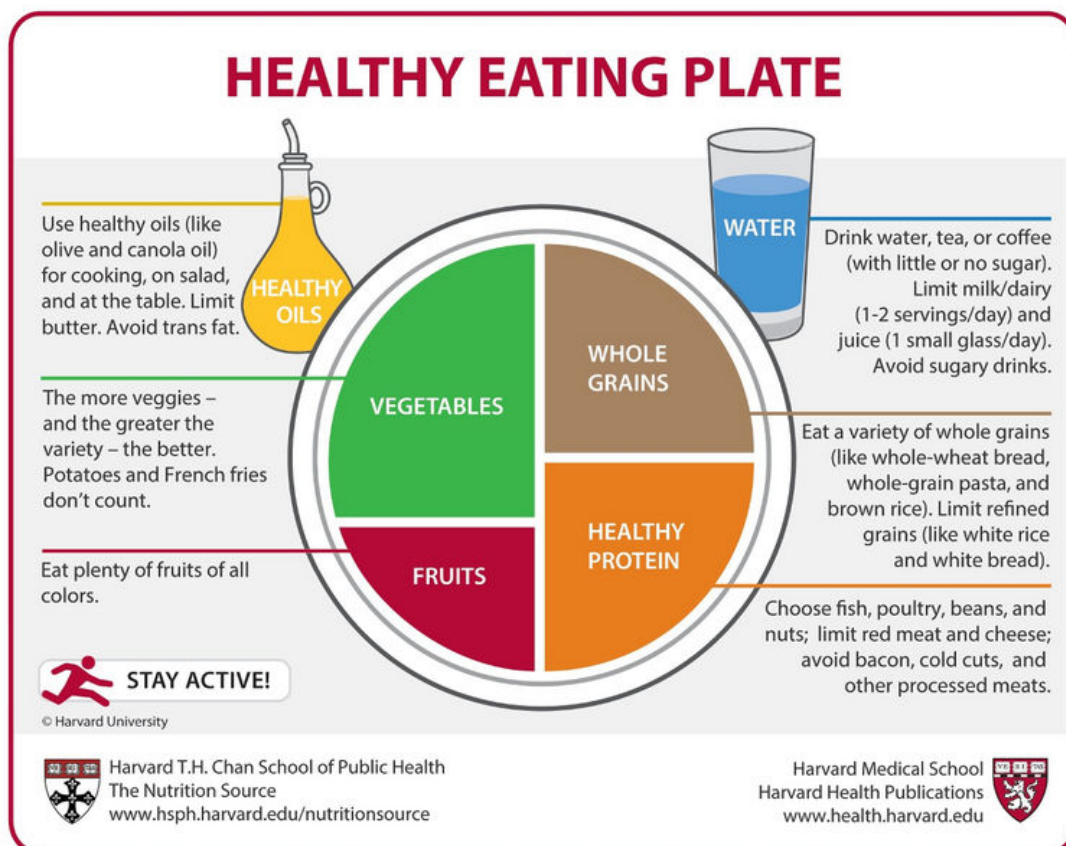 HEALTHY EATING PLATE
Use healthy oils (like
olive and canola oil)
for cooking, on salad,
and at the table. Limit
butter. Avoid trans fat.
HEALTHY
OILS
The more veggies –
and the greater the
variety – the better.
Potatoes and French fries
don't count.
Eat plenty of fruits of all
colors.
VEGETABLES
FRUITS
WHOLE
GRAINS
HEALTHY
PROTEIN
WATER
Drink water, tea, or coffee
(with little or no sugar).
Limit milk/dairy
(1-2 servings/day) and
juice (1 small glass/day).
Avoid sugary drinks.
Eat a variety of whole grains
(like whole-wheat bread,
whole-grain pasta, and
brown rice). Limit refined
grains (like white rice
and white bread).
Choose fish, poultry, beans, and
nuts; limit red meat and cheese;
avoid bacon, cold cuts, and
other processed meats.
STAY ACTIVE!
© Harvard University
Harvard T.H. Chan School of Public Health
The Nutrition Source
www.hsph.harvard.edu/nutritionsource
Harvard Medical School
Harvard Health Publications
www.health.harvard.edu